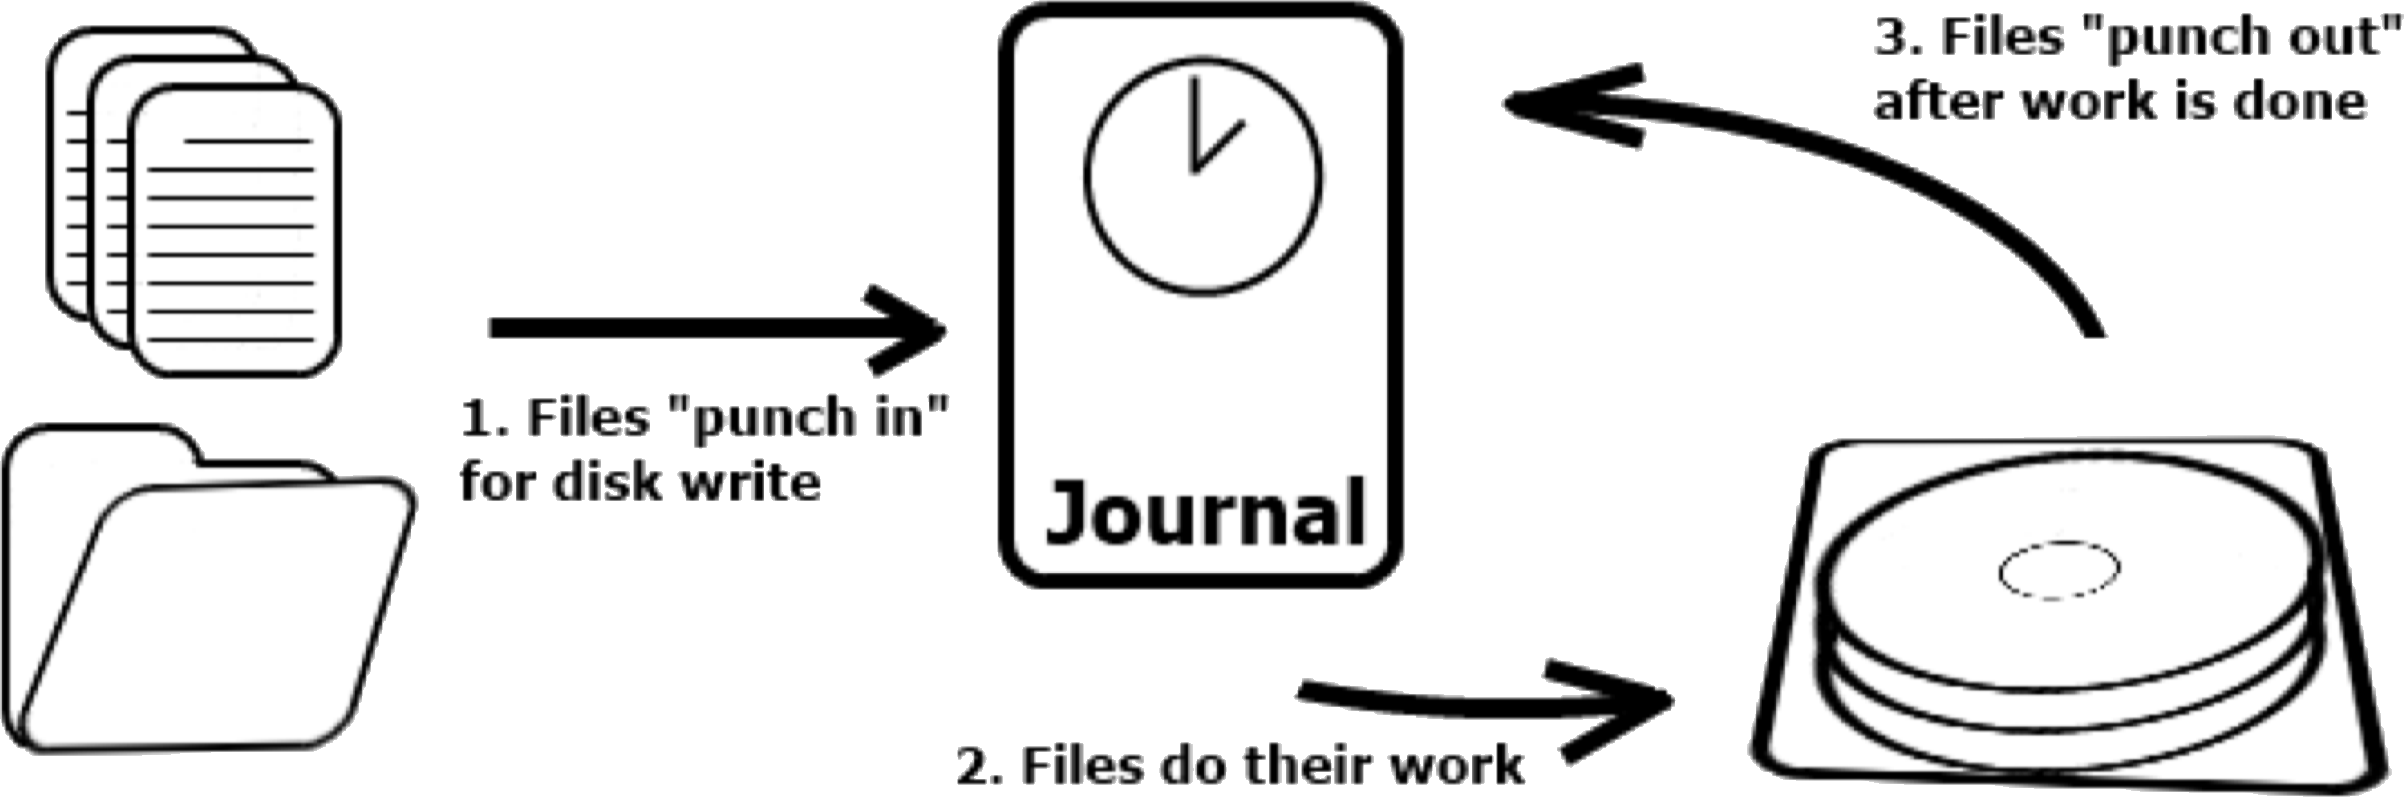 1. Files "punch in"
for disk write
Journal
2. Files do their work
3. Files "punch out"
after work is done